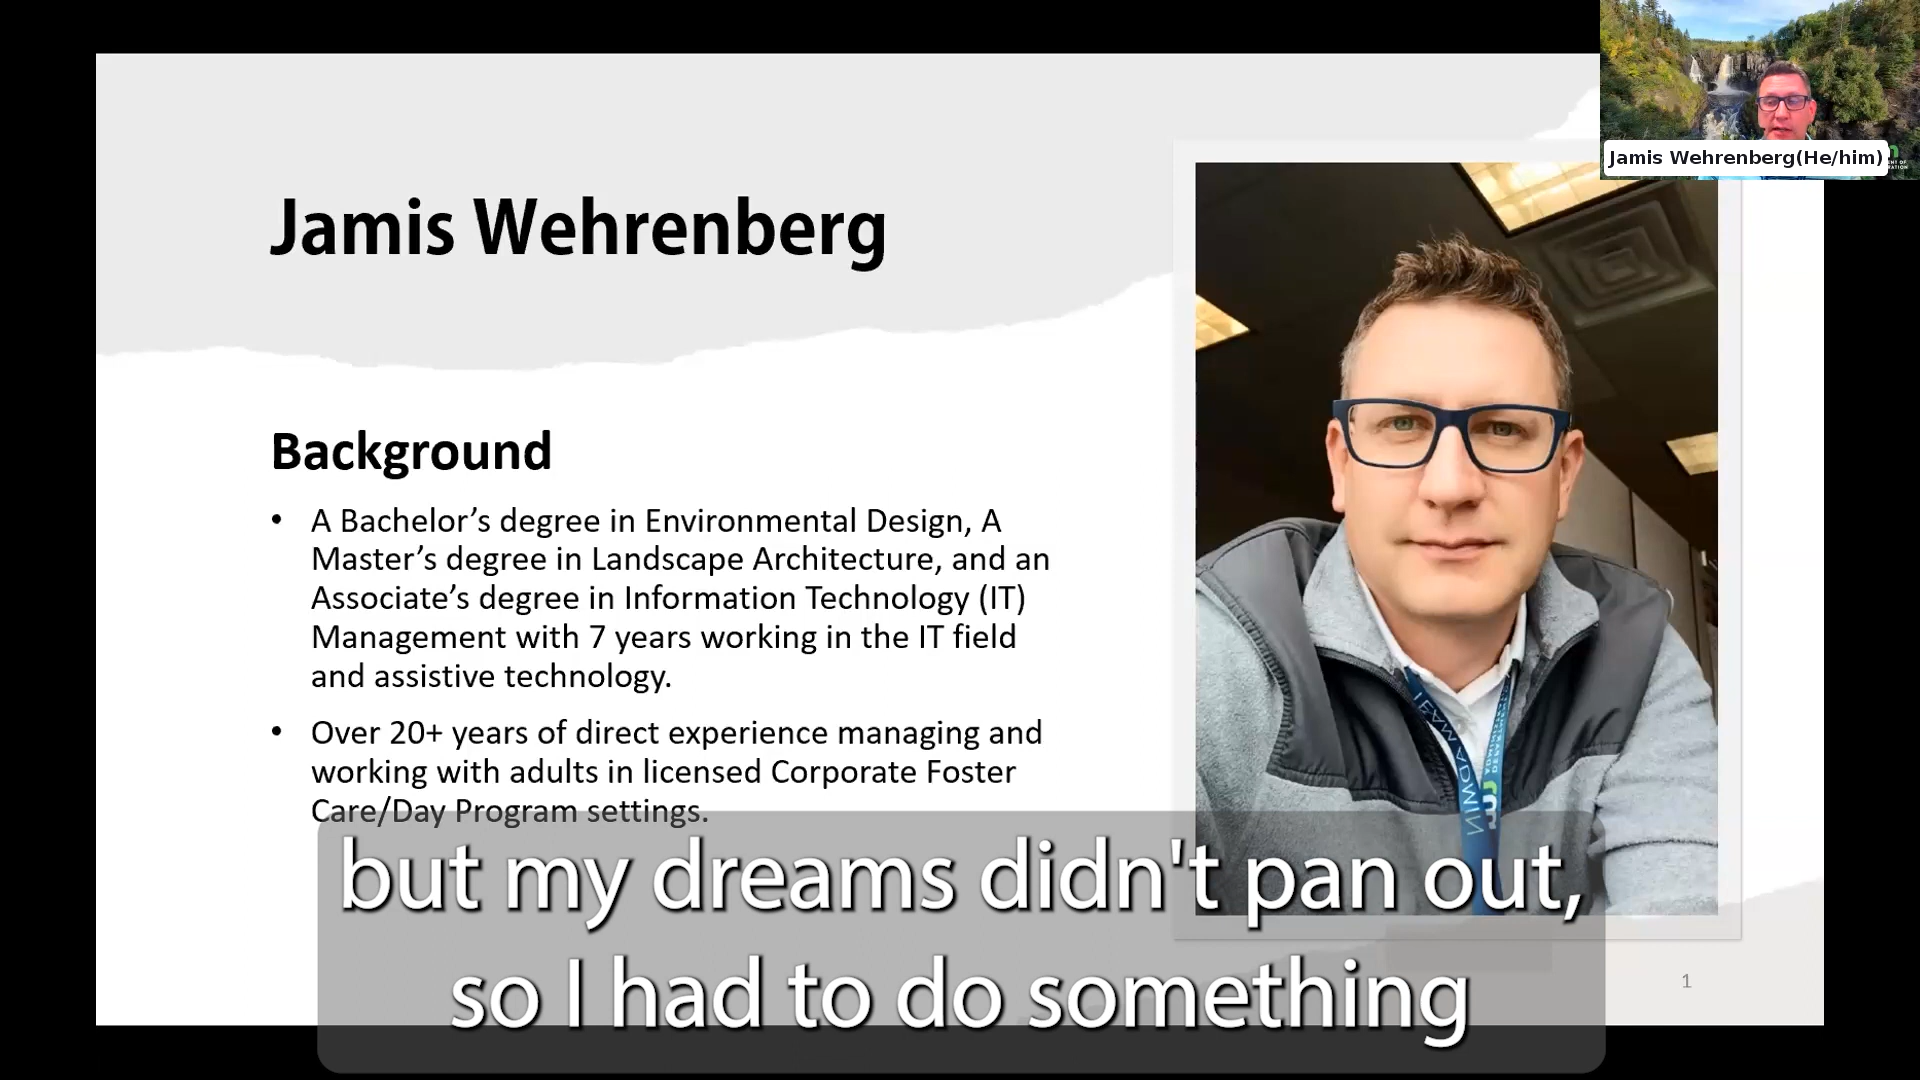 Jamis Wehrenberg(He/him)
Jamis Wehrenberg
Background
• A Bachelor’s degree in Environmental Design, A
Master’s degree in Landscape Architecture, and an
Associate’s degree in Information Technology (IT)
Management with 7 years working in the IT field
and assistive technology.
• Over 20+ years of direct experience managing and
working with adults in licensed Corporate Foster
Care/Day Program settings.
but my dreams didn't pan out,
so I had to do something
1